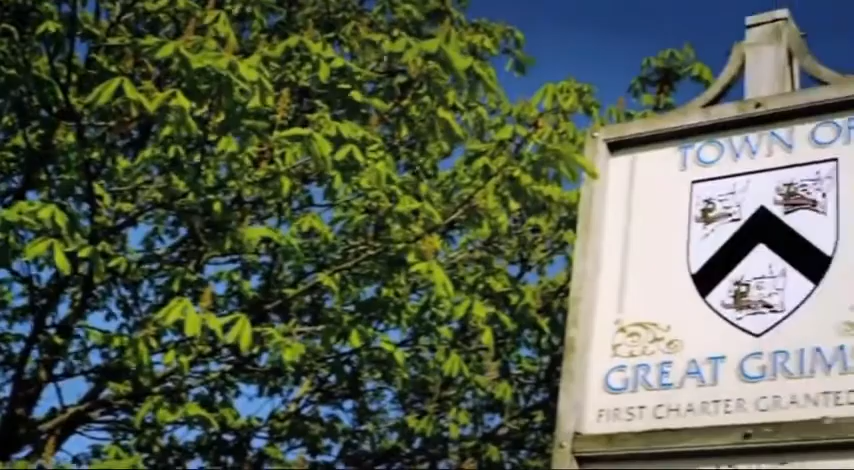 TOWN OF
GREAT GRIMS
FIRST CHARTER GRANTED